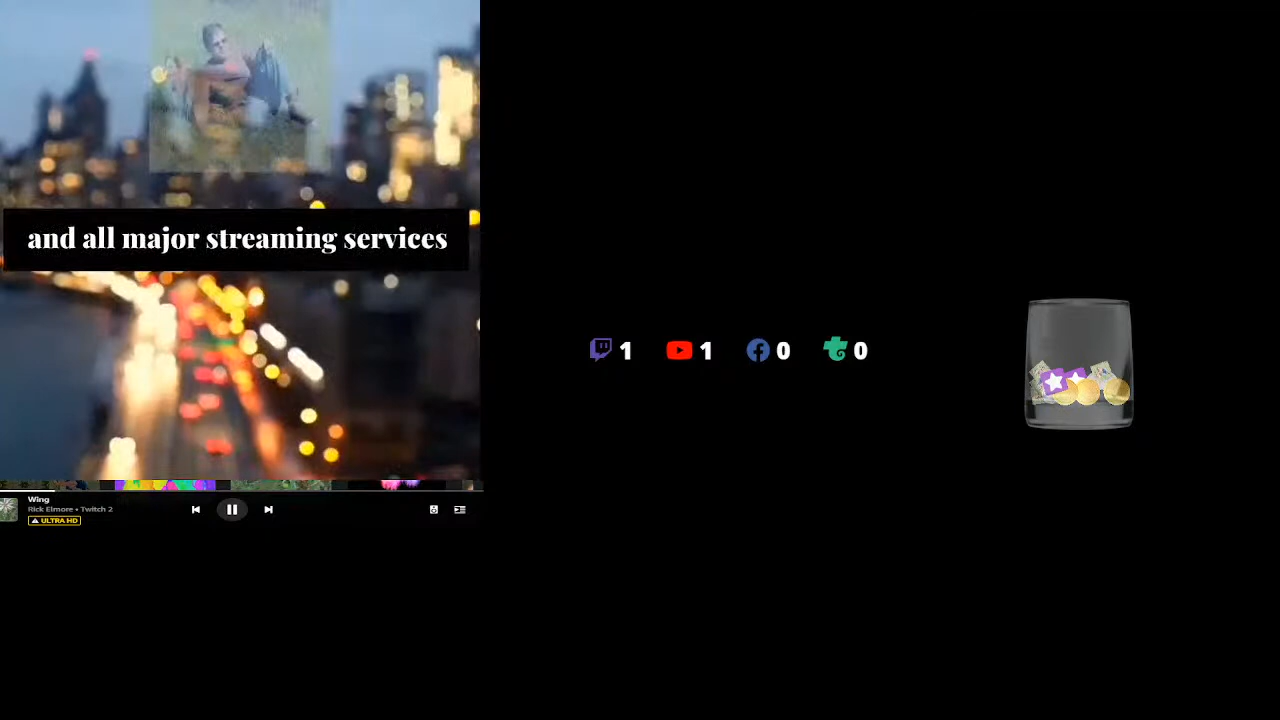 and all major streaming services
1
1
0
0
Wing
Rick Elmore • Twitch 2
ULTRA HD